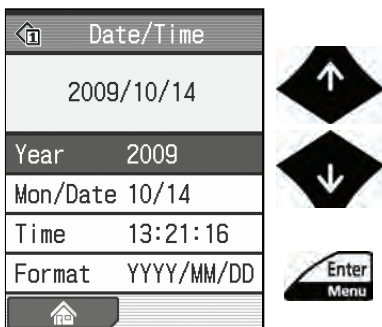 1 Date/Time
2009/10/14
Year 2009
Mon/Date 10/14
Time 13:21:16
Format YYYY/MM/DD
Enter
Menu